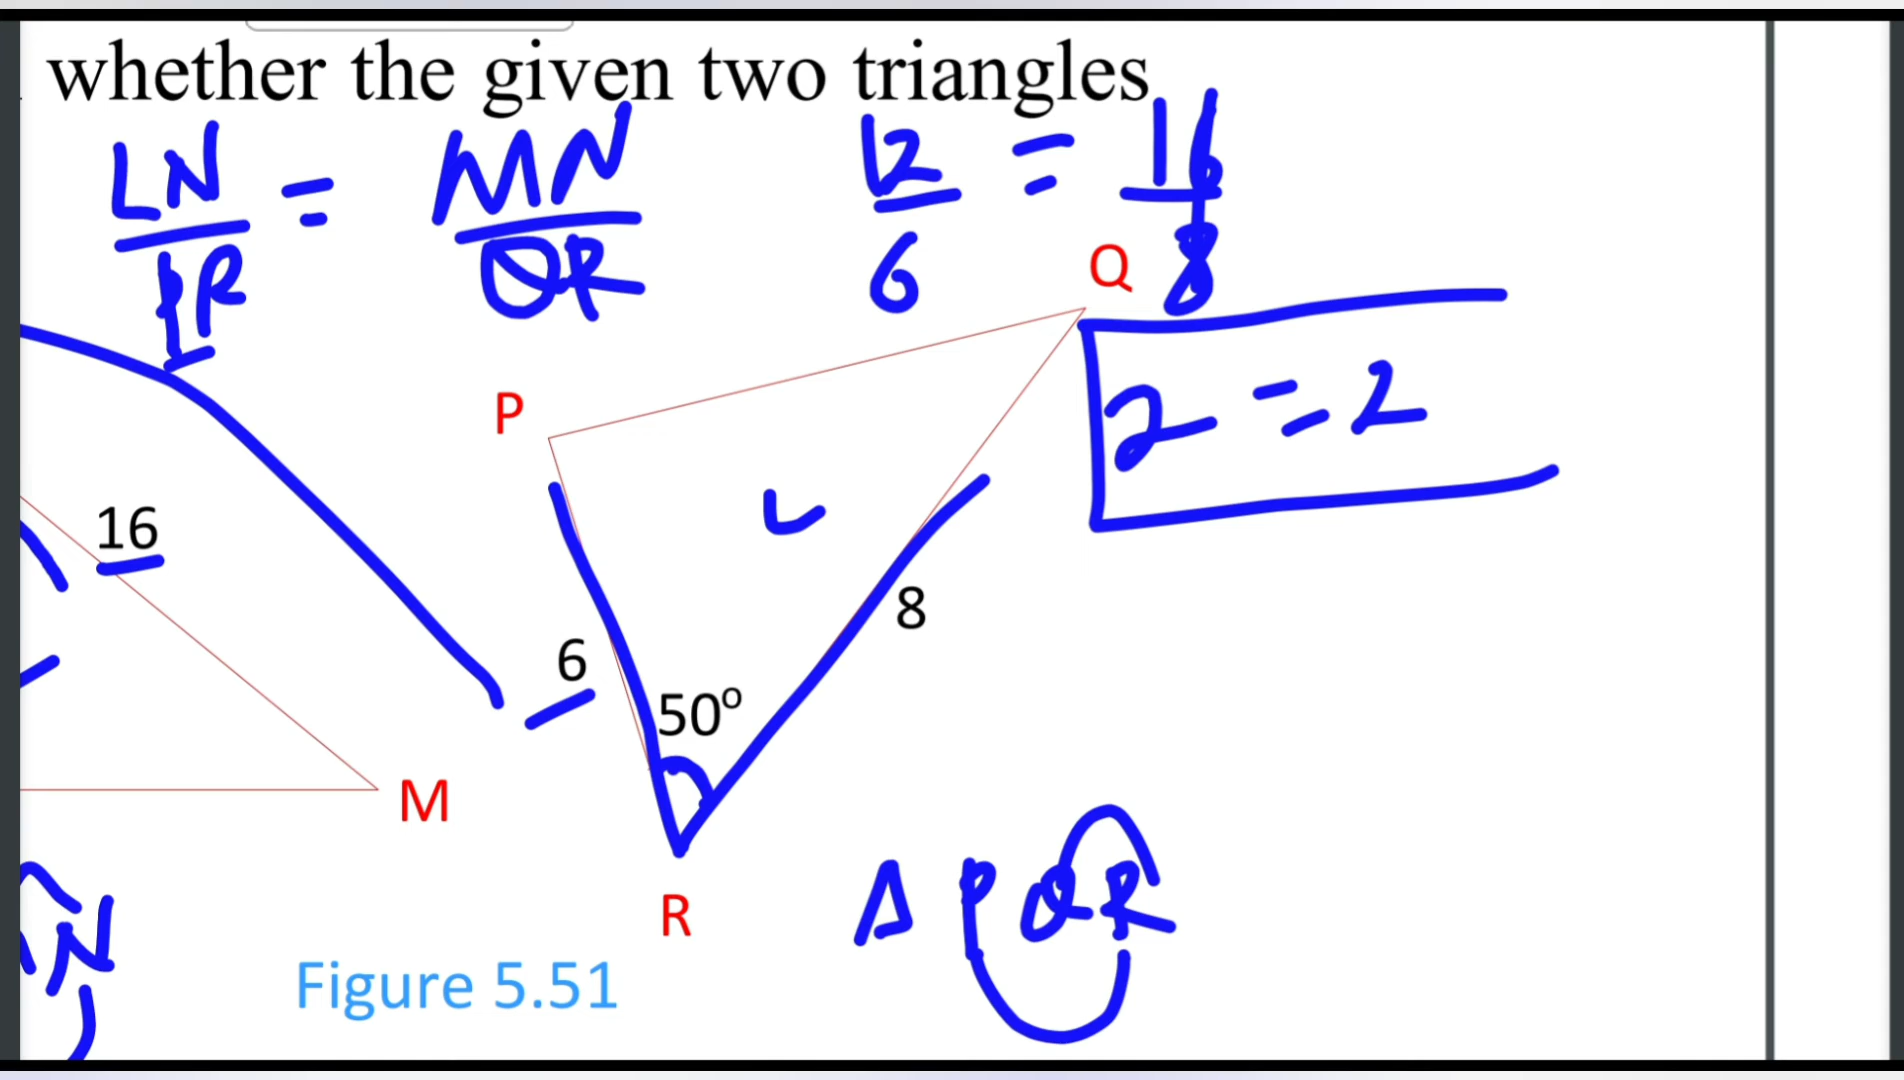 whether the given two triangles
LN/PR = MN/QR
12/6 = 16/8
Q
2 = 2
P
16
8
6
50°
M
R
Δ PQR
N
Figure 5.51